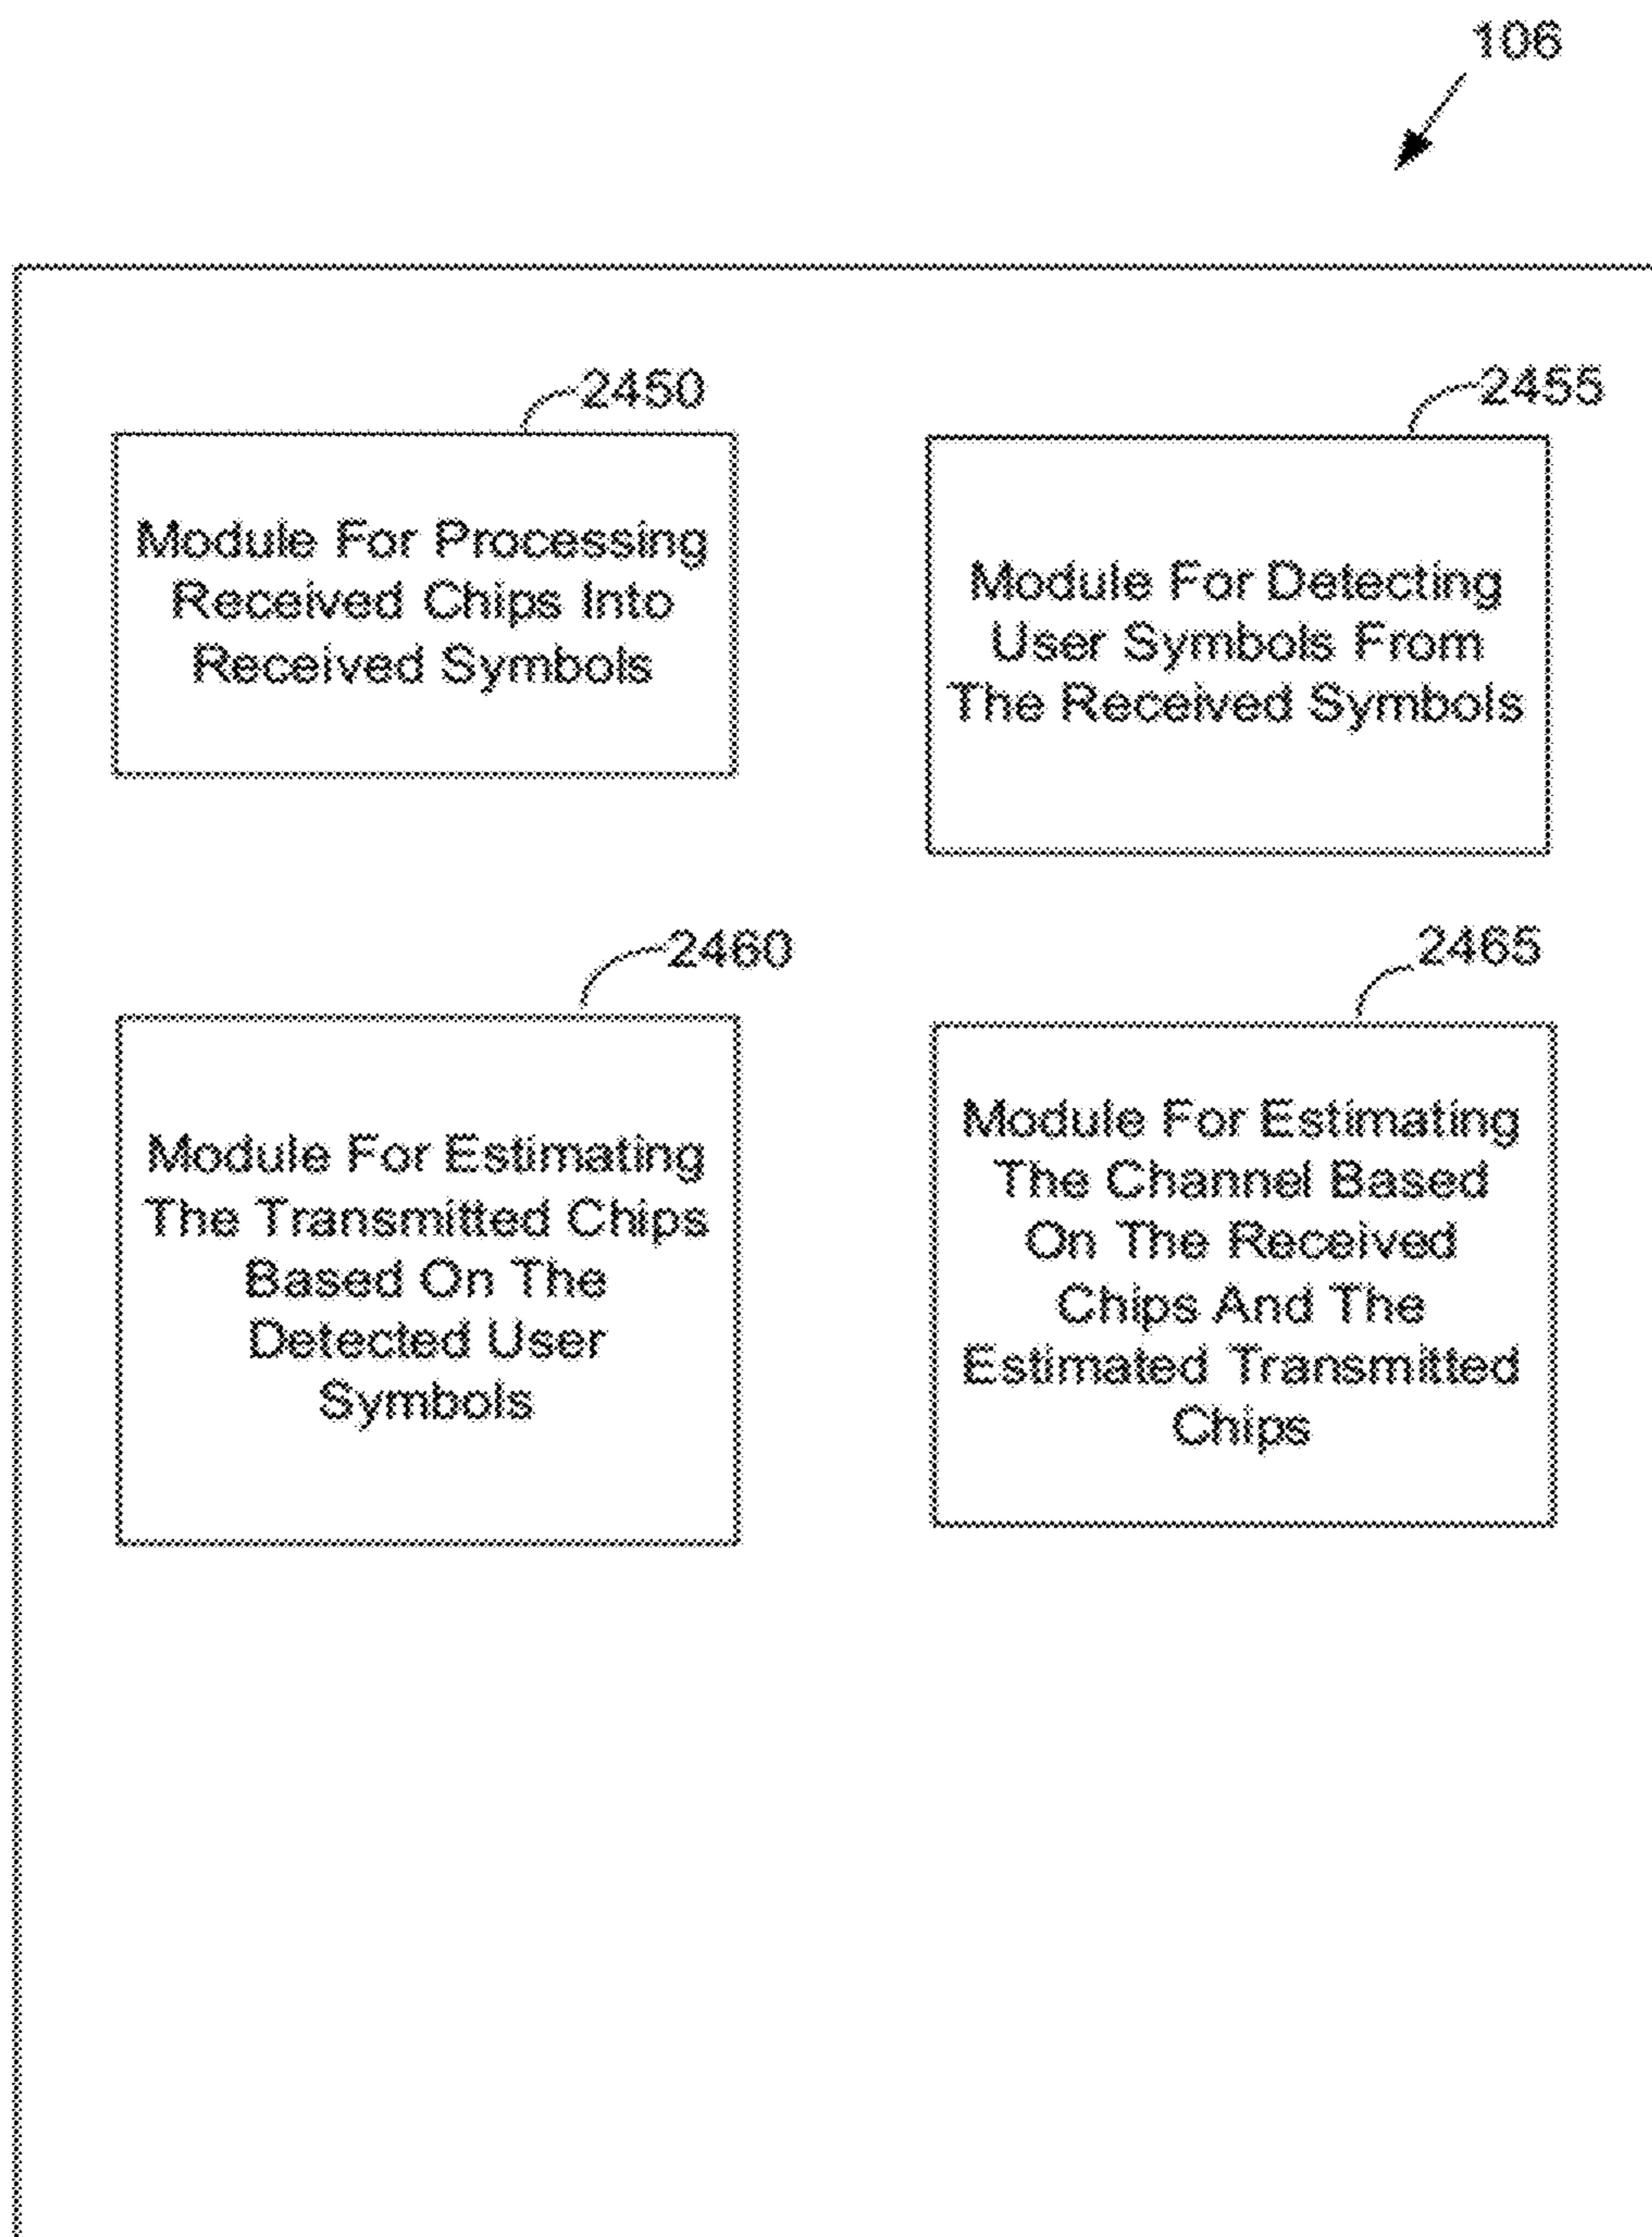 106
2450
Module For Processing
Received Chips Into
Received Symbols
2455
Module For Detecting
User Symbols From
The Received Symbols
2460
Module For Estimating
The Transmitted Chips
Based On The
Detected User
Symbols
2465
Module For Estimating
The Channel Based
On The Received
Chips And The
Estimated Transmitted
Chips